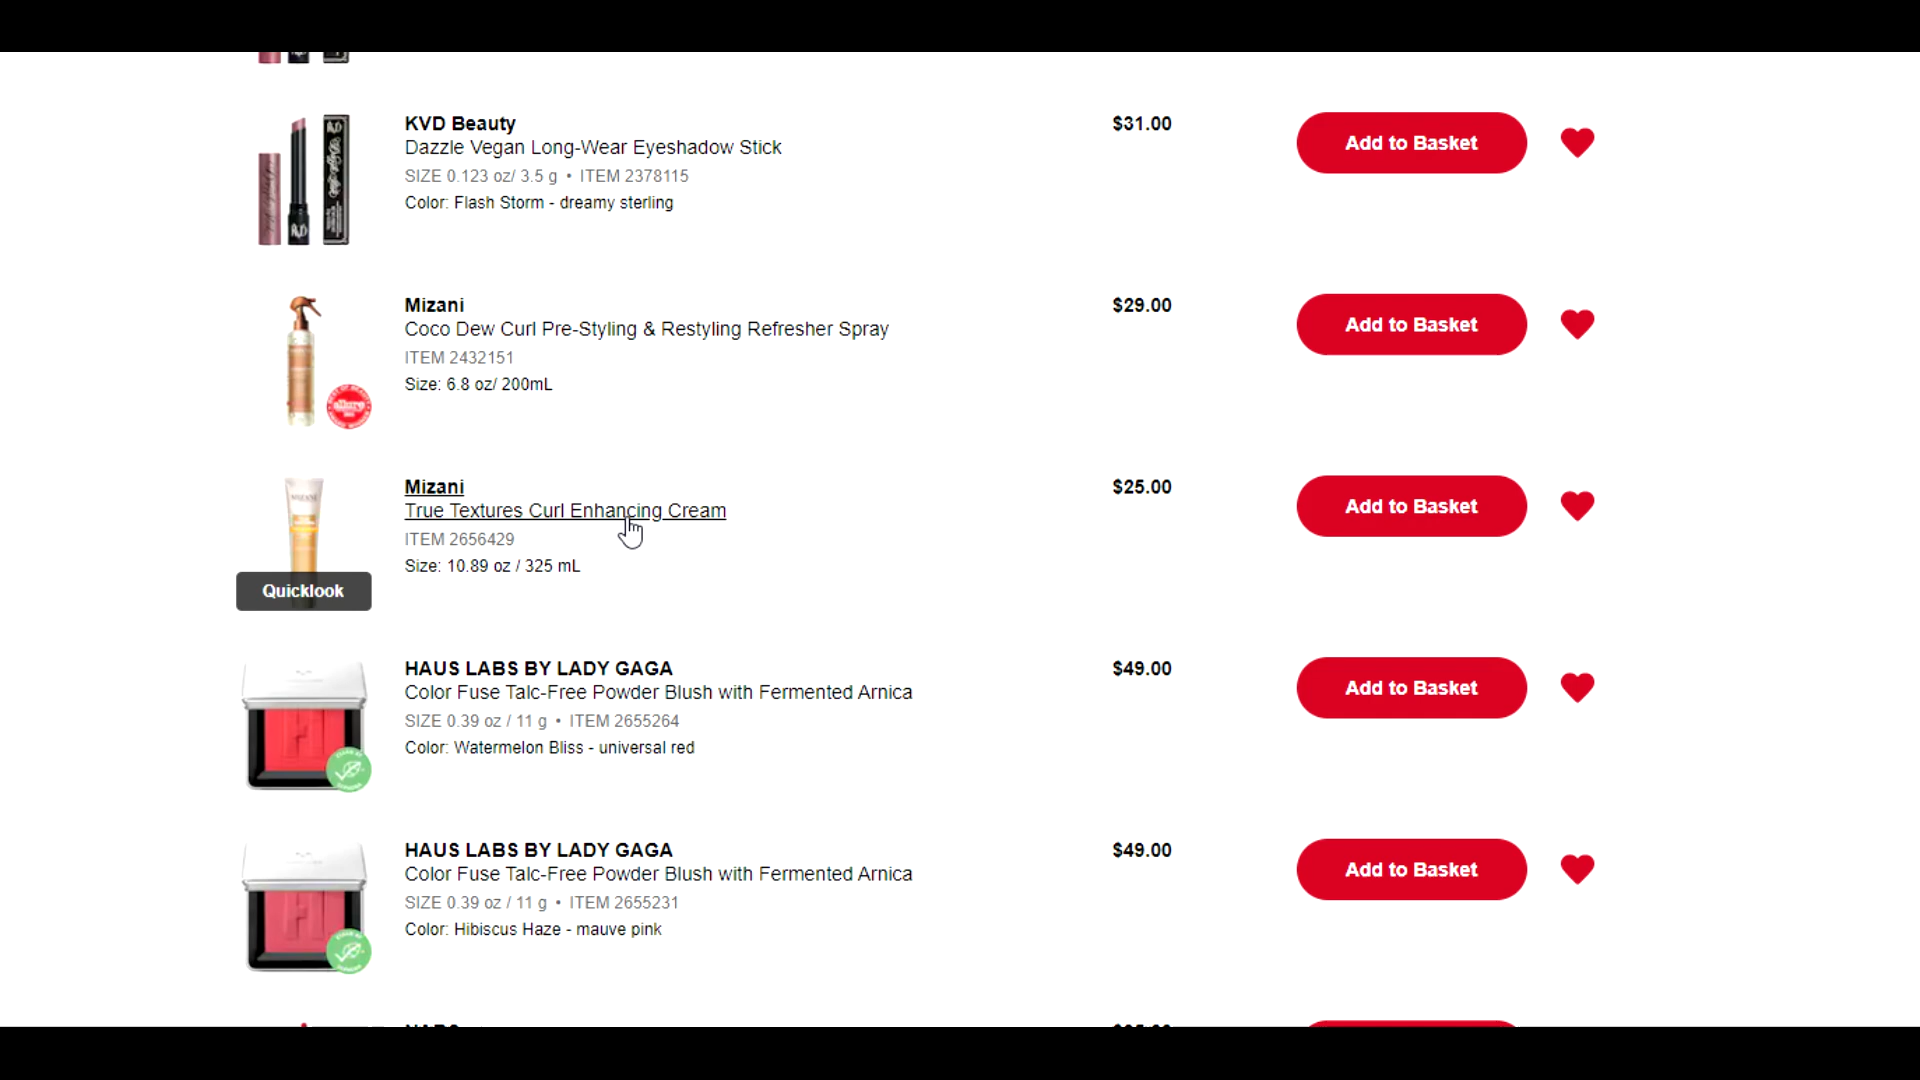 KVD Beauty
Dazzle Vegan Long-Wear Eyeshadow Stick
SIZE 0.123 oz/ 3.5 g • ITEM 2378115
Color: Flash Storm - dreamy sterling
$31.00
Add to Basket
Mizani
Coco Dew Curl Pre-Styling & Restyling Refresher Spray
ITEM 2432151
Size: 6.8 oz/ 200mL
$29.00
Add to Basket
Mizani
True Textures Curl Enhancing Cream
ITEM 2656429
Size: 10.89 oz / 325 mL
$25.00
Add to Basket
Quicklook
HAUS LABS BY LADY GAGA
Color Fuse Talc-Free Powder Blush with Fermented Arnica
SIZE 0.39 oz / 11 g • ITEM 2655264
Color: Watermelon Bliss - universal red
$49.00
Add to Basket
HAUS LABS BY LADY GAGA
Color Fuse Talc-Free Powder Blush with Fermented Arnica
SIZE 0.39 oz / 11 g • ITEM 2655231
Color: Hibiscus Haze - mauve pink
$49.00
Add to Basket